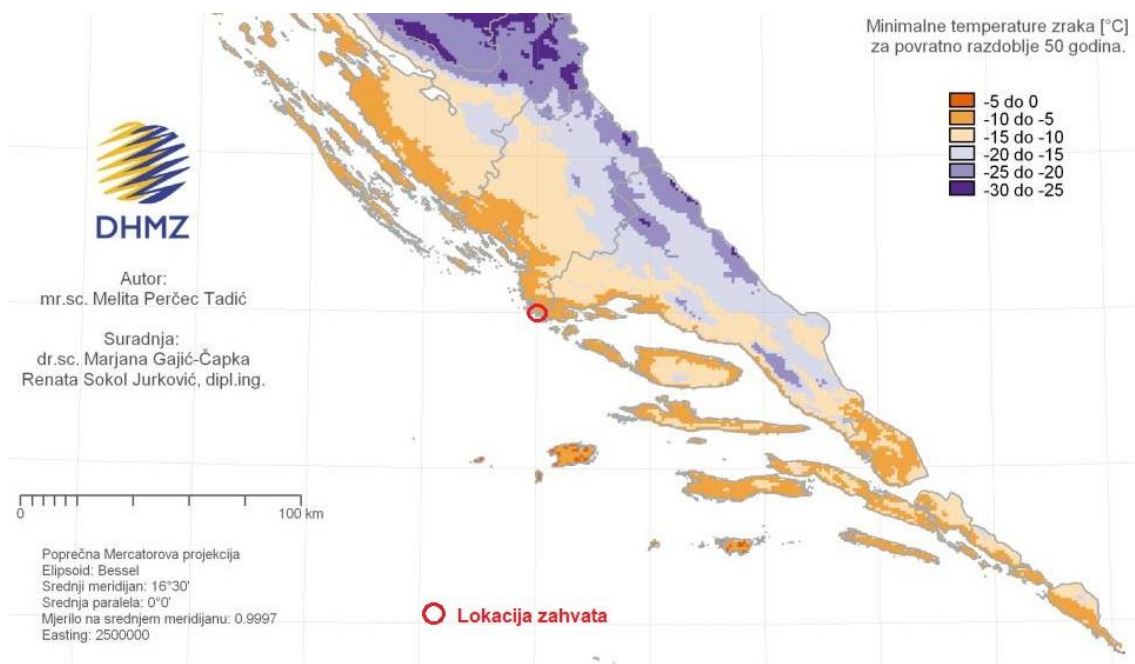 Minimalne temperature zraka [°C]
za povratno razdoblje 50 godina.
-5 do 0
-10 do -5
-15 do -10
-20 do -15
-25 do -20
-30 do -25
DHMZ
Autor:
mr.sc. Melita Perčec Tadić
Suradnja:
dr.sc. Marjana Gajić-Čapka
Renata Sokol Jurković, dipl.ing.
0 100 km
Poprečna Mercatorova projekcija
Elipsoid: Bessel
Srednji meridijan: 16°30'
Srednja paralela: 0°0'
Mjerilo na srednjem meridijanu: 0.9997
Easting: 2500000
Lokacija zahvata